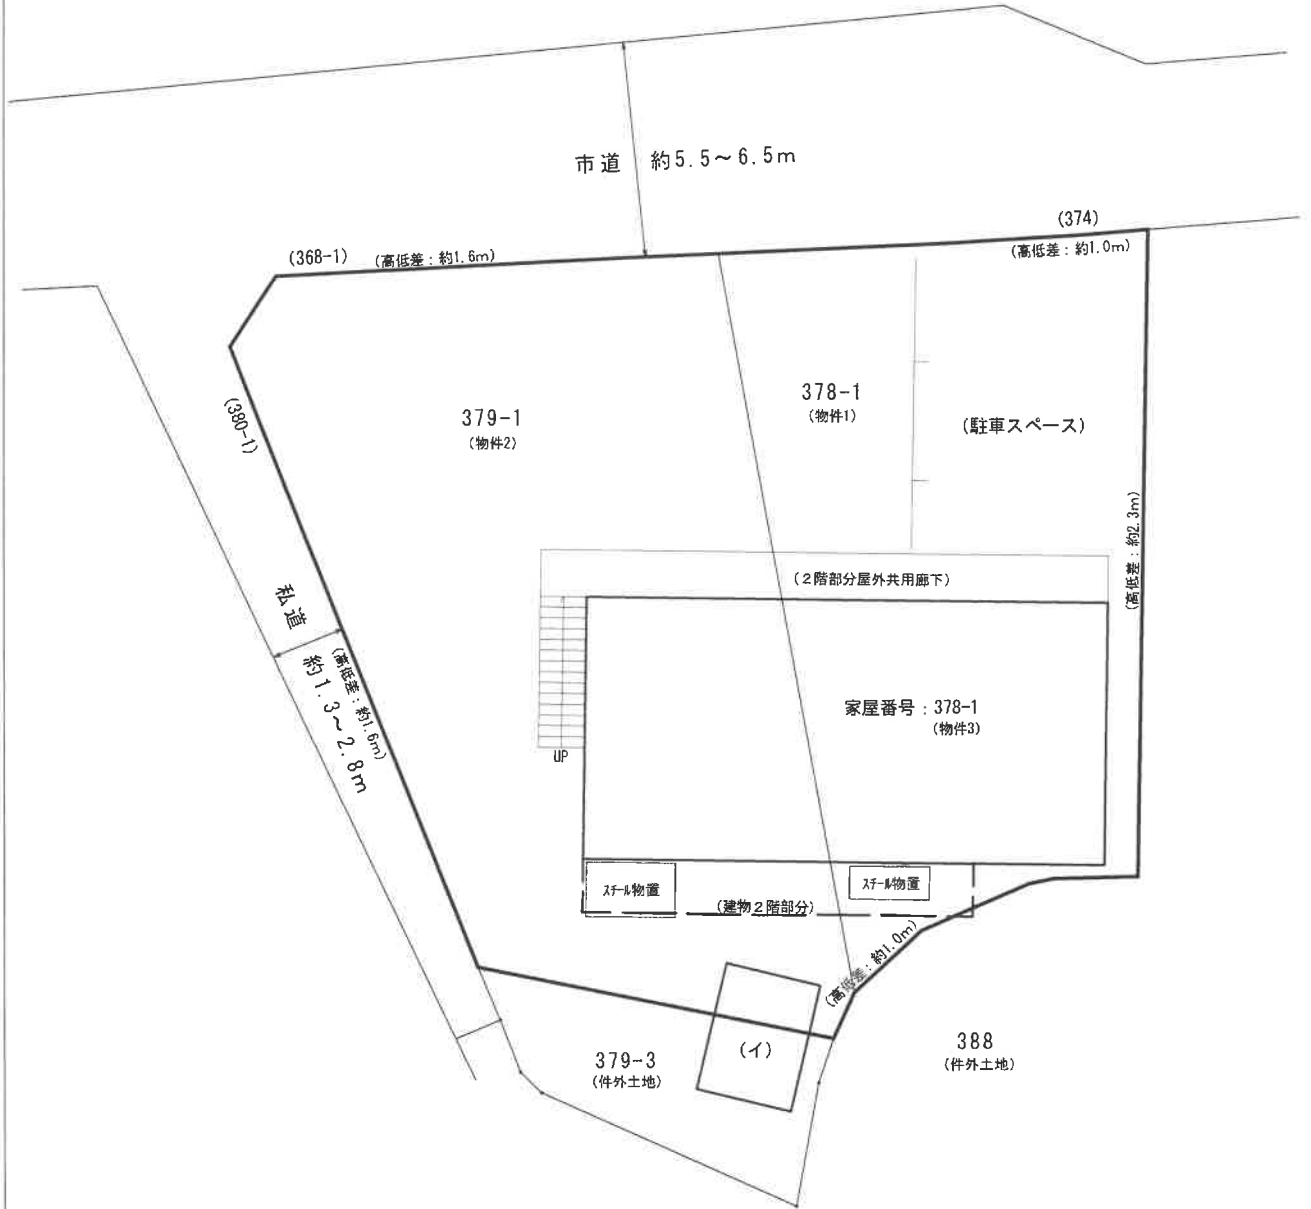 市道 約5.5～6.5m
(374)
(368-1)
(高低差：約1.6m)
(高低差：約1.0m)
(380-1)
379-1
(物件2)
378-1
(物件1)
(駐車スペース)
(高低差：約2.3m)
(2階部分屋外共用廊下)
私道
約1.3～2.8m
(高低差：約1.6m)
家屋番号：378-1
(物件3)
UP
スチール物置
スチール物置
(建物2階部分)
(高低差：約1.0m)
(イ)
379-3
(件外土地)
388
(件外土地)